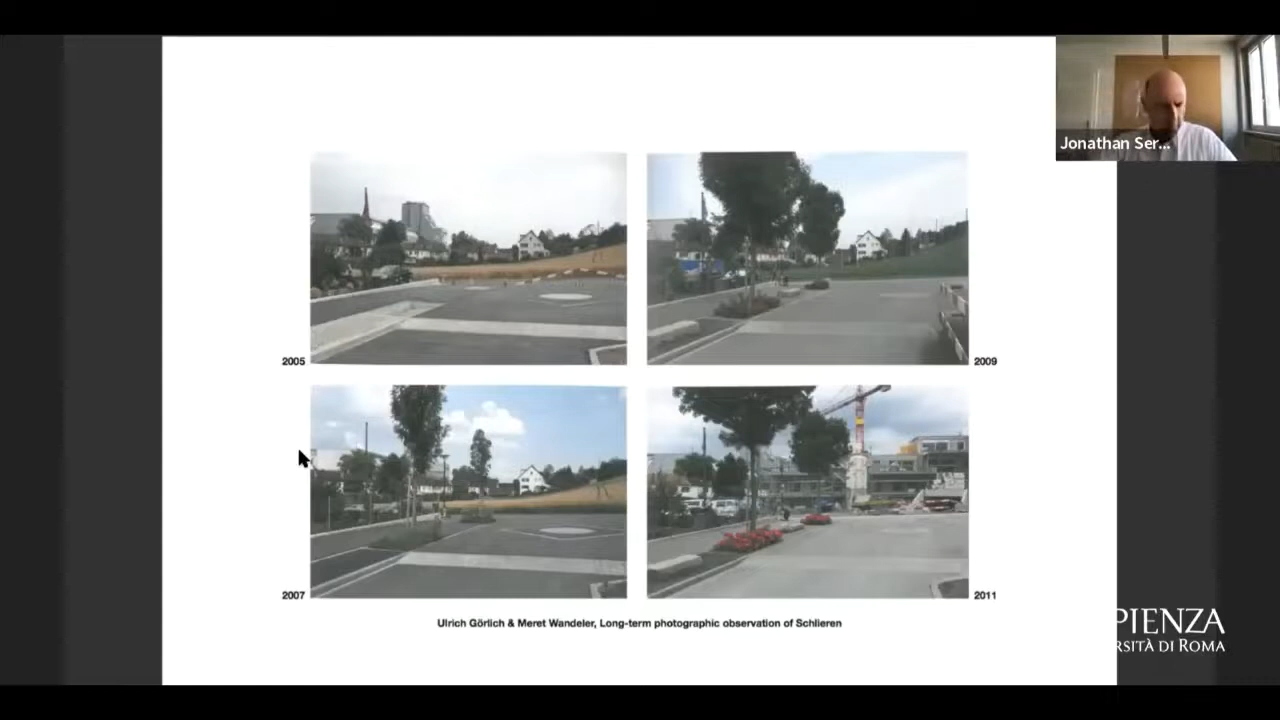 Jonathan Ser...
2005
2009
2007
2011
Ulrich Görlich & Meret Wandeler, Long-term photographic observation of Schlieren
PIENZA
RSITÀ DI ROMA